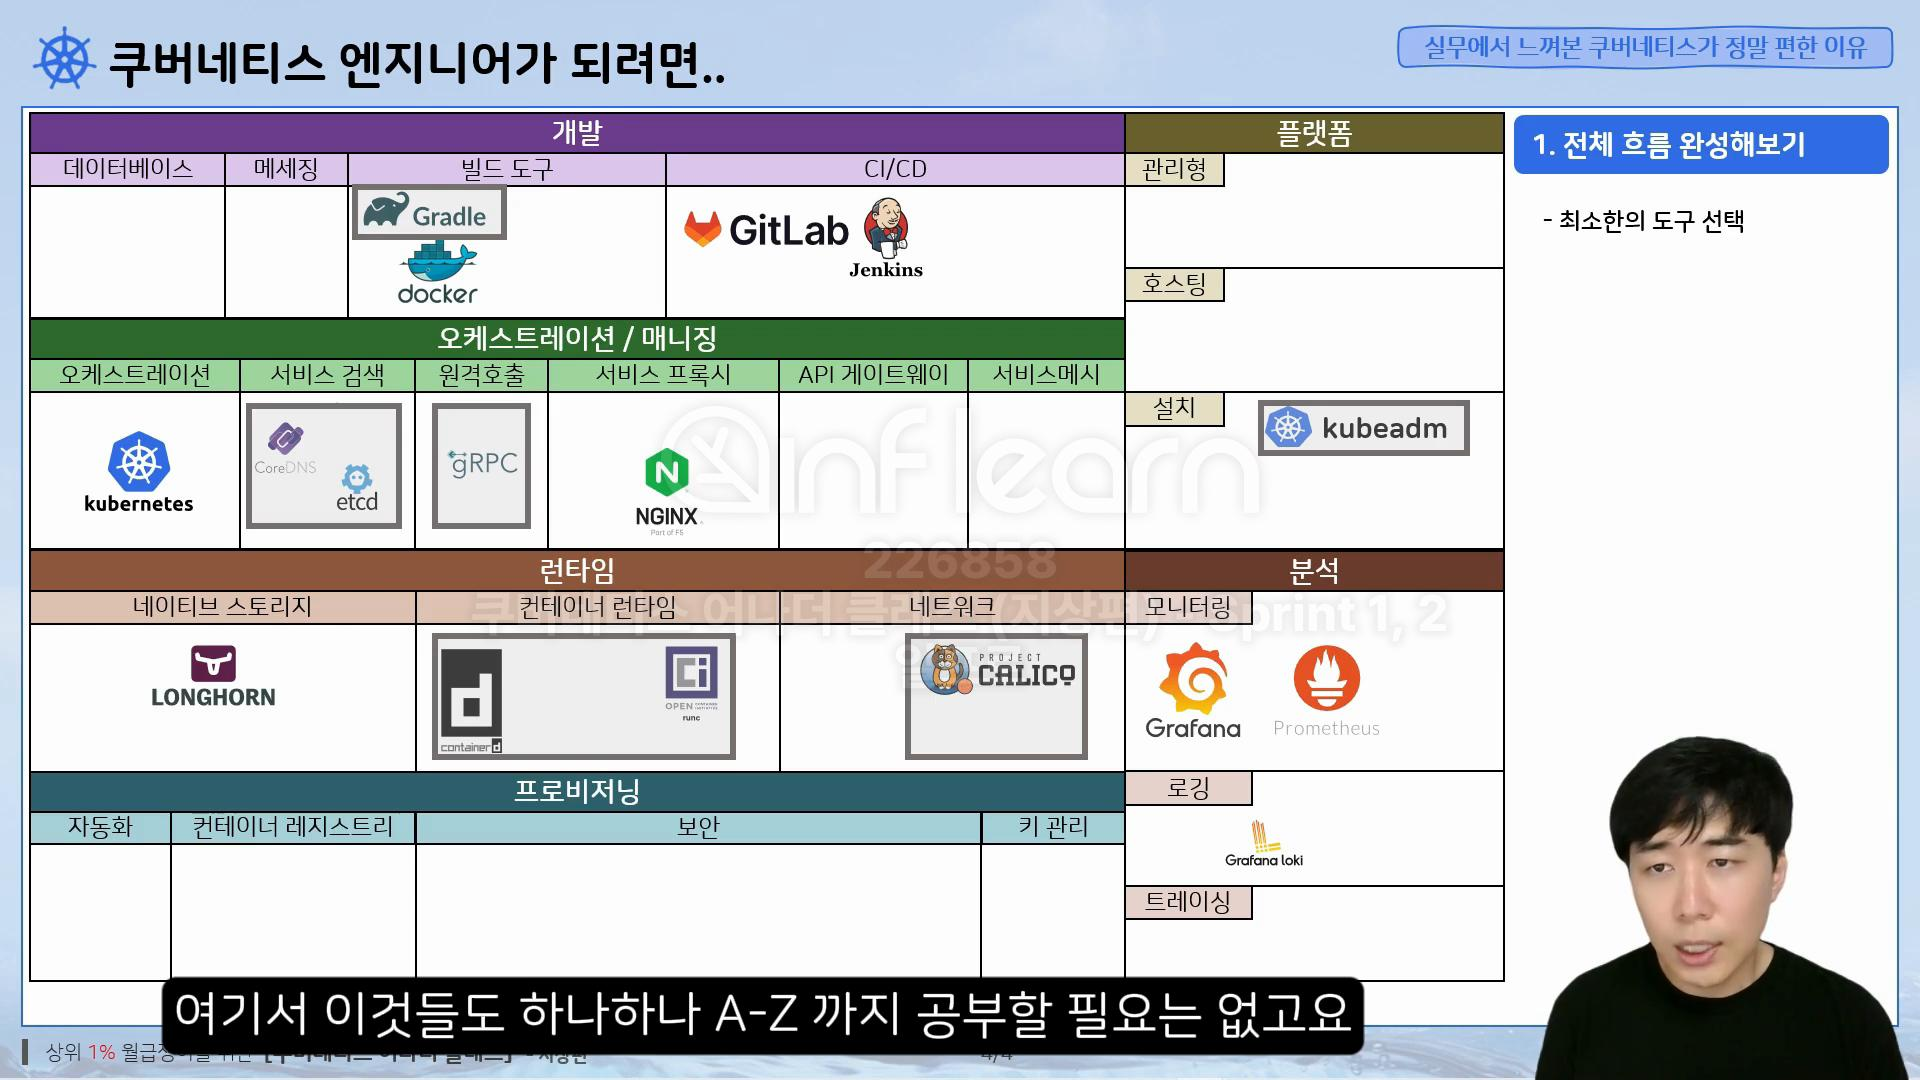 쿠버네티스 엔지니어가 되려면..
실무에서 느껴본 쿠버네티스가 정말 편한 이유
개발
플랫폼
1. 전체 흐름 완성해보기
데이터베이스
메세징
빌드 도구
CI/CD
관리형
- 최소한의 도구 선택
Gradle
docker
GitLab
Jenkins
호스팅
오케스트레이션 / 매니징
오케스트레이션
서비스 검색
원격호출
서비스 프록시
API 게이트웨이
서비스메시
설치
kubeadm
kubernetes
CoreDNS
etcd
gRPC
NGINX
Part of F5
inflearn
226858
런타임
분석
네이티브 스토리지
컨테이너 런타임
네트워크
모니터링
Sprint 1, 2
LONGHORN
containerd
OPEN CONTAINER INITIATIVE
runc
PROJECT
CALICO
Grafana
Prometheus
프로비저닝
로깅
자동화
컨테이너 레지스트리
보안
키 관리
Grafana loki
트레이싱
여기서 이것들도 하나하나 A-Z 까지 공부할 필요는 없고요
상위 1%
4/4